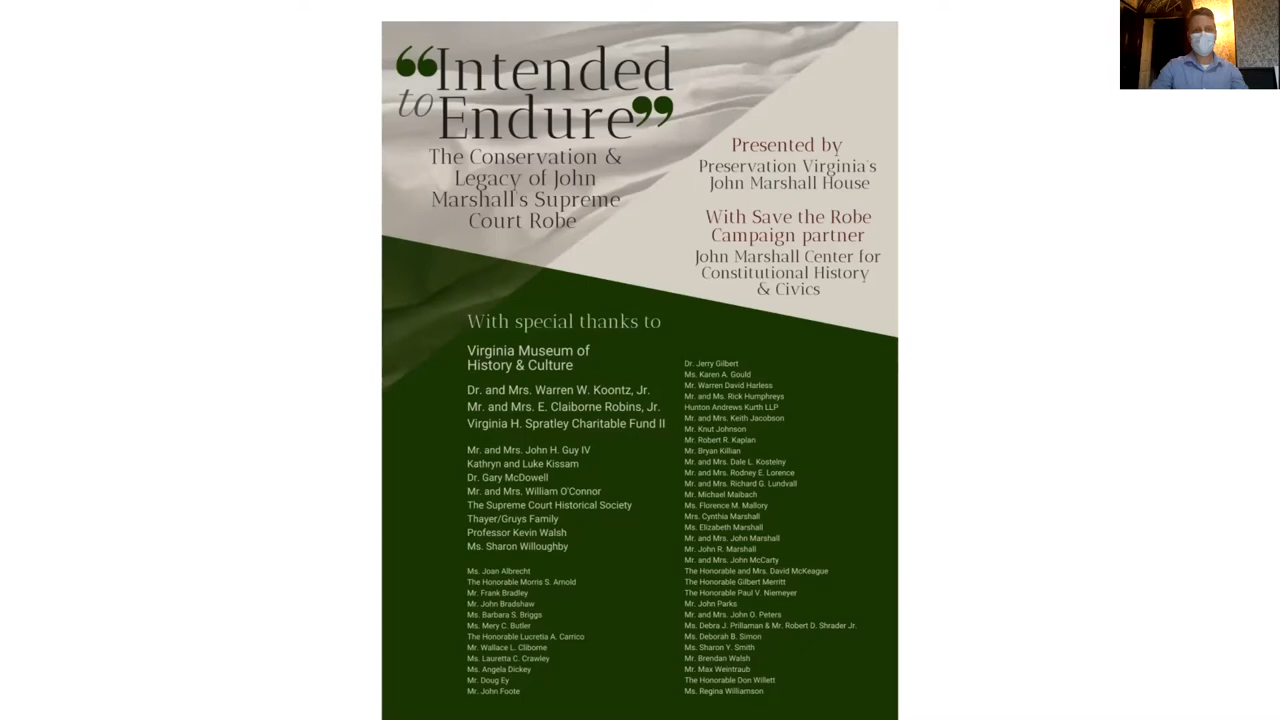 “Intended
to Endure”
The Conservation &
Legacy of John
Marshall's Supreme
Court Robe
Presented by
Preservation Virginia's
John Marshall House
With Save the Robe
Campaign partner
John Marshall Center for
Constitutional History
& Civics
With special thanks to
Virginia Museum of
History & Culture
Dr. and Mrs. Warren W. Koontz, Jr.
Mr. and Mrs. E. Claiborne Robins, Jr.
Virginia H. Spratley Charitable Fund II
Mr. and Mrs. John H. Guy IV
Kathryn and Luke Kissam
Dr. Gary McDowell
Mr. and Mrs. William O'Connor
The Supreme Court Historical Society
Thayer/Gruys Family
Professor Kevin Walsh
Ms. Sharon Willoughby
Ms. Joan Albrecht
The Honorable Morris S. Arnold
Mr. Frank Bradley
Mr. John Bradshaw
Ms. Barbara S. Briggs
Ms. Mery C. Butler
The Honorable Lucretia A. Carrico
Mr. Wallace L. Cliborne
Ms. Lauretta C. Crawley
Ms. Angela Dickey
Mr. Doug Ey
Mr. John Foote
Dr. Jerry Gilbert
Ms. Karen A. Gould
Mr. Warren David Harless
Mr. and Ms. Rick Humphreys
Hunton Andrews Kurth LLP
Mr. and Mrs. Keith Jacobson
Mr. Knut Johnson
Mr. Robert R. Kaplan
Mr. Bryan Killian
Mr. and Mrs. Dale L. Kostelny
Mr. and Mrs. Rodney E. Lorence
Mr. and Mrs. Richard G. Lundvall
Mr. Michael Maibach
Ms. Florence M. Mallory
Mrs. Cynthia Marshall
Ms. Elizabeth Marshall
Mr. and Mrs. John Marshall
Mr. John R. Marshall
Mr. and Mrs. John McCarty
The Honorable and Mrs. David McKeague
The Honorable Gilbert Merritt
The Honorable Paul V. Niemeyer
Mr. John Parks
Mr. and Mrs. John O. Peters
Ms. Debra J. Prillaman & Mr. Robert D. Shrader Jr.
Ms. Deborah B. Simon
Ms. Sharon Y. Smith
Mr. Brendan Walsh
Mr. Max Weintraub
The Honorable Don Willett
Ms. Regina Williamson